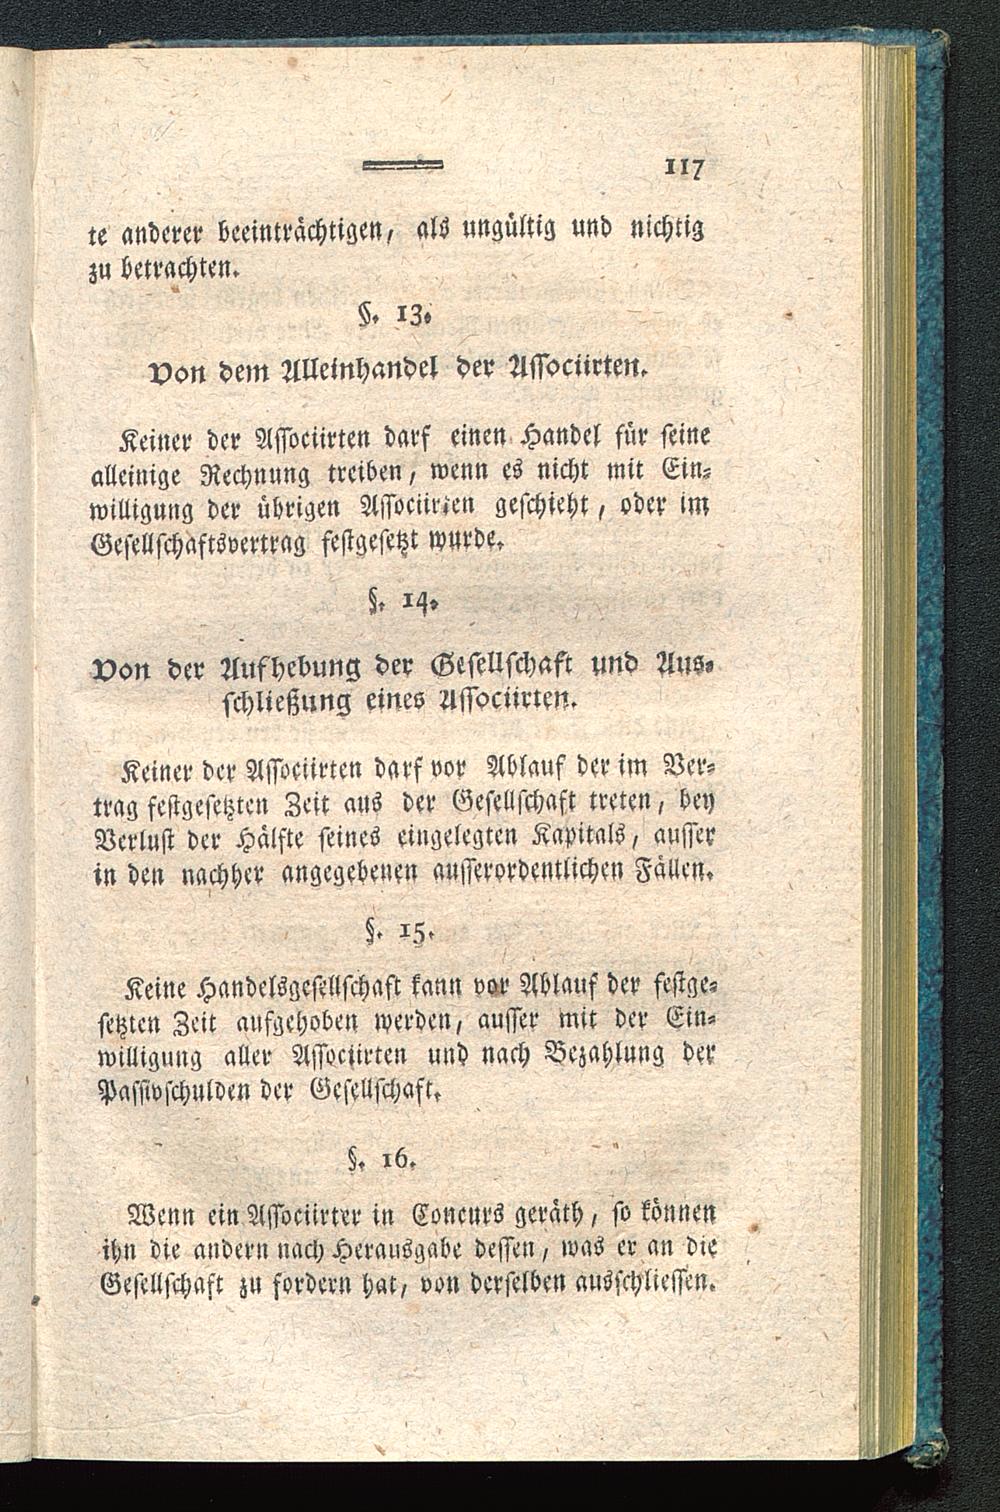 117
te anderer beeinträchtigen, als ungültig und nichtig
zu betrachten.
§. 13.
Von dem Alleinhandel der Associirten.
Keiner der Associirten darf einen Handel für seine
alleinige Rechnung treiben, wenn es nicht mit Ein-
willigung der übrigen Associirten geschieht, oder im
Gesellschaftsvertrag festgesetzt wurde.
§. 14.
Von der Aufhebung der Gesellschaft und Aus-
schließung eines Associirten.
Keiner der Associirten darf vor Ablauf der im Ver-
trag festgesetzten Zeit aus der Gesellschaft treten, bey
Verlust der Hälfte seines eingelegten Kapitals, ausser
in den nachher angegebenen ausserordentlichen Fällen.
§. 15.
Keine Handelsgesellschaft kann vor Ablauf der festge-
setzten Zeit aufgehoben werden, ausser mit der Ein-
willigung aller Associirten und nach Bezahlung der
Passivschulden der Gesellschaft.
§. 16.
Wenn ein Associirter in Concurs geräth, so können
ihn die andern nach Herausgabe dessen, was er an die
Gesellschaft zu fordern hat, von derselben ausschliessen.